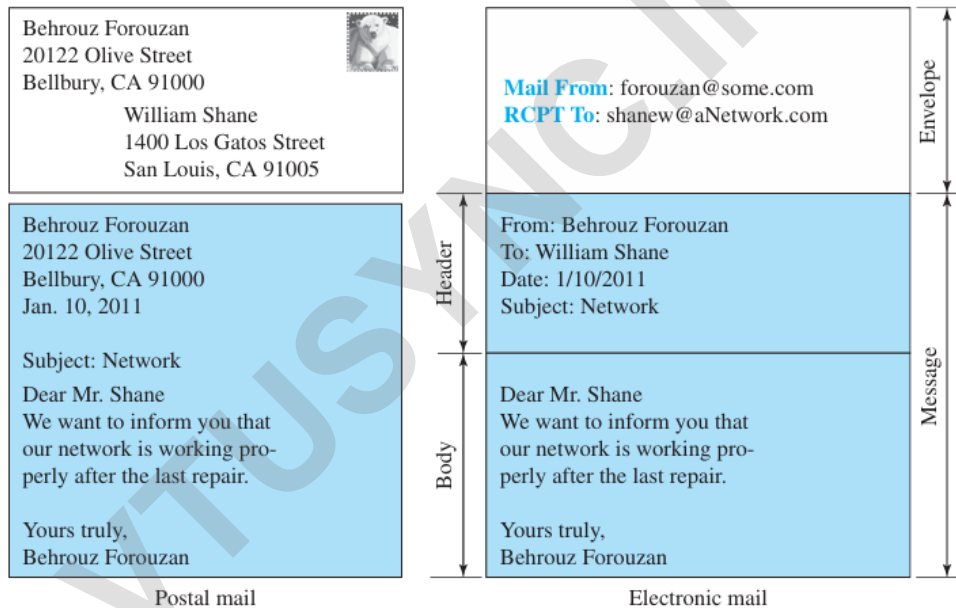 Behrouz Forouzan
20122 Olive Street
Bellbury, CA 91000
William Shane
1400 Los Gatos Street
San Louis, CA 91005
Behrouz Forouzan
20122 Olive Street
Bellbury, CA 91000
Jan. 10, 2011
Subject: Network
Dear Mr. Shane
We want to inform you that
our network is working pro-
perly after the last repair.
Yours truly,
Behrouz Forouzan
Postal mail
Mail From: forouzan@some.com
RCPT To: shanew@aNetwork.com
Envelope
Header
From: Behrouz Forouzan
To: William Shane
Date: 1/10/2011
Subject: Network
Message
Body
Dear Mr. Shane
We want to inform you that
our network is working pro-
perly after the last repair.
Yours truly,
Behrouz Forouzan
Electronic mail